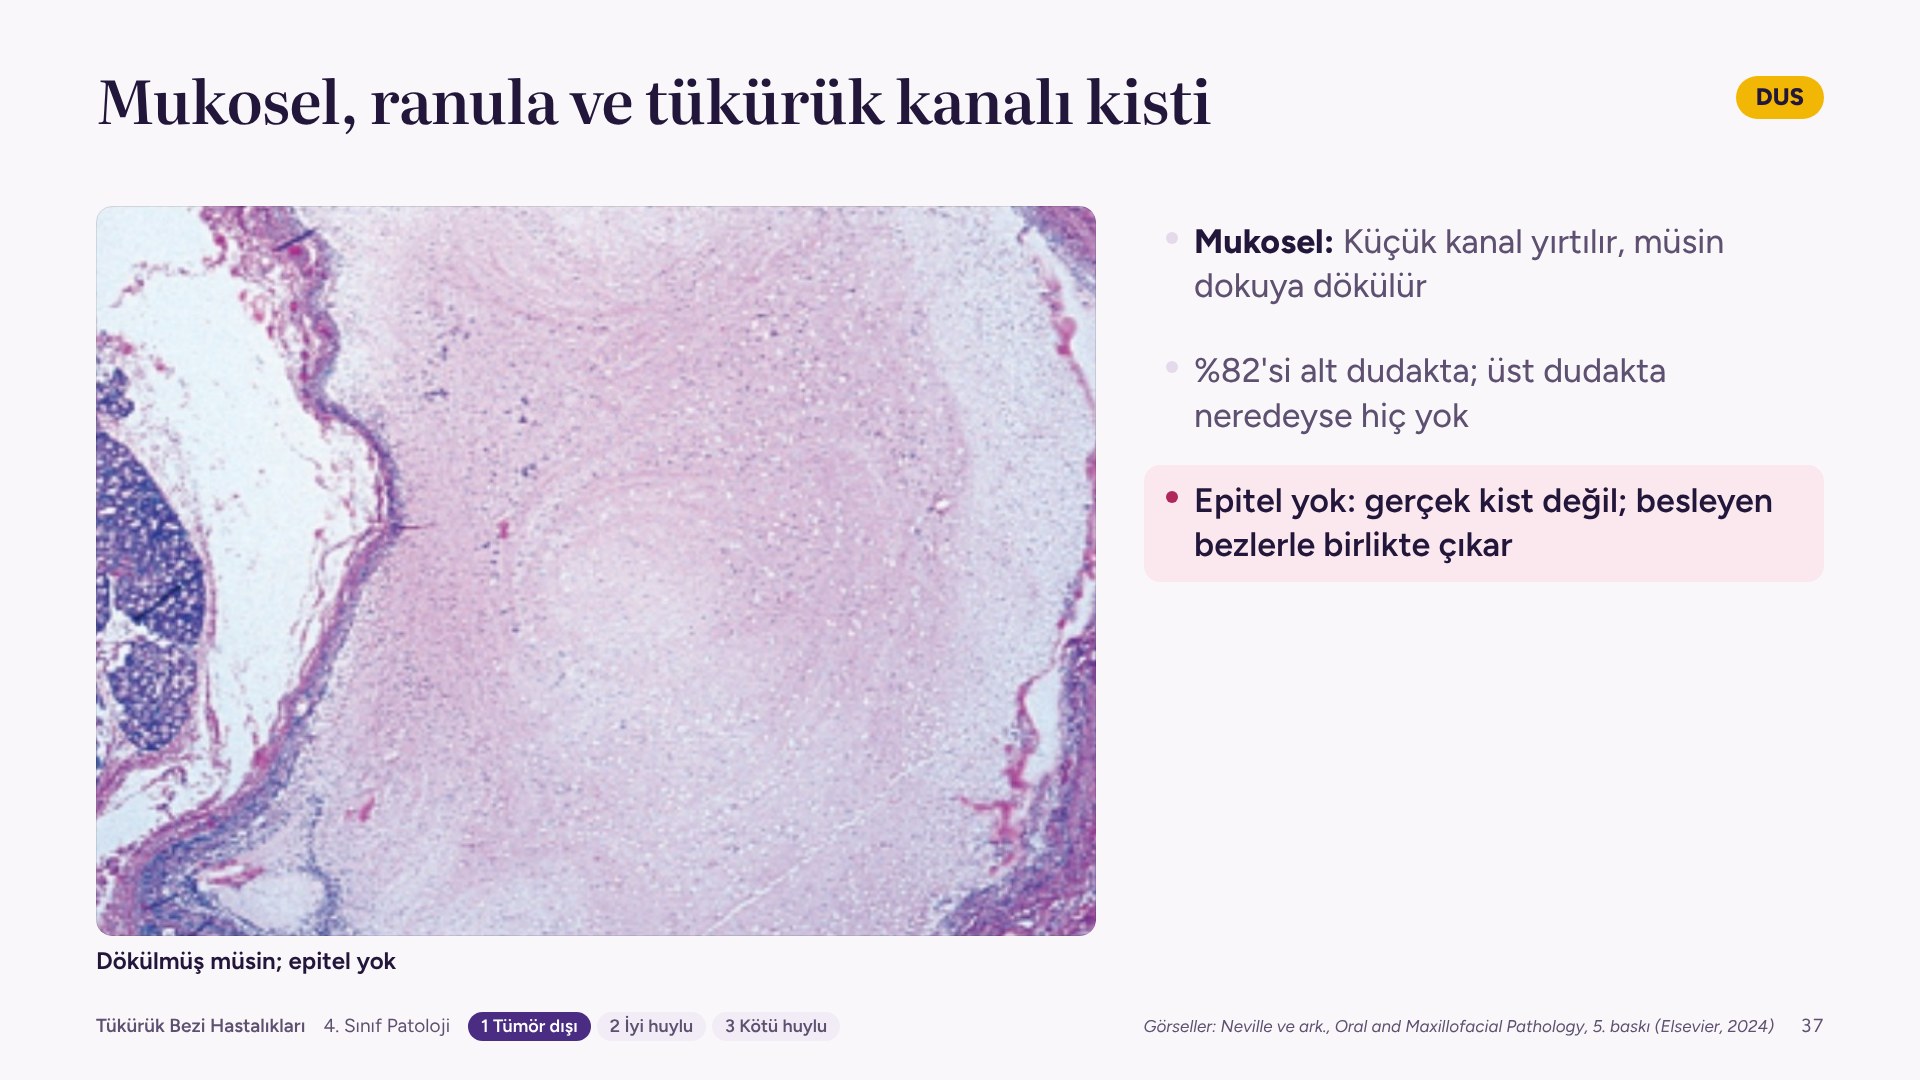 Mukosel, ranula ve tükürük kanalı kisti
DUS
Mukosel: Küçük kanal yırtılır, müsin
dokuya dökülür
%82'si alt dudakta; üst dudakta
neredeyse hiç yok
Epitel yok: gerçek kist değil; besleyen
bezlerle birlikte çıkar
Dökülmüş müsin; epitel yok
Tükürük Bezi Hastalıkları 4. Sınıf Patoloji 1 Tümör dışı 2 İyi huylu 3 Kötü huylu
Görseller: Neville ve ark., Oral and Maxillofacial Pathology, 5. baskı (Elsevier, 2024) 37